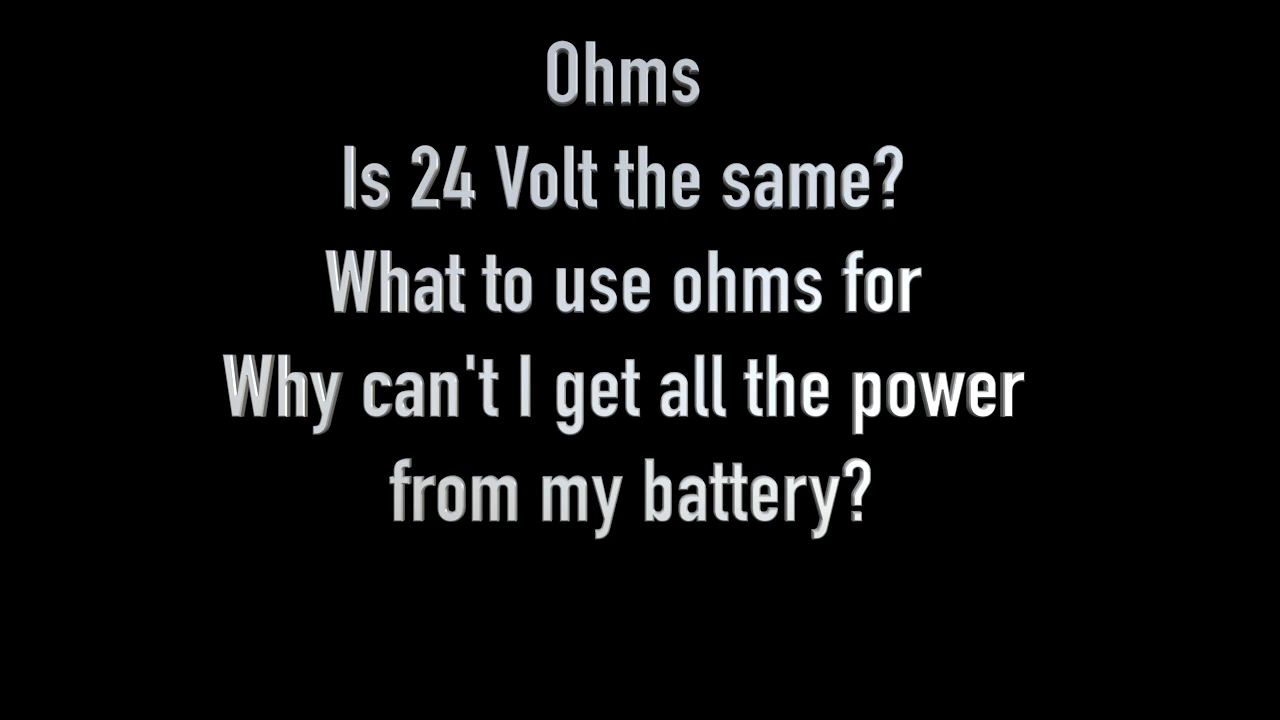 Ohms
Is 24 Volt the same?
What to use ohms for
Why can't I get all the power
from my battery?